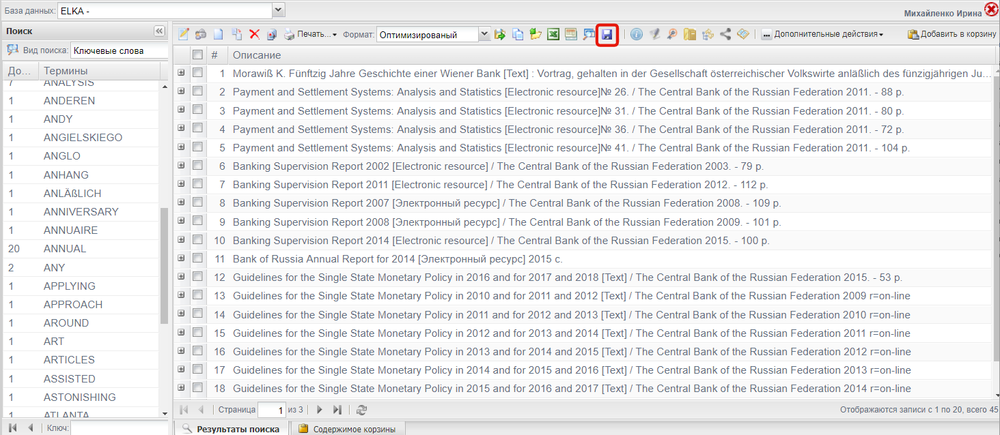 База данных: ELKA -
Михайленко Ирина
Поиск
Печать... Формат: Оптимизированый Дополнительные действия Добавить в корзину
Вид поиска: Ключевые слова
До... Термины
7 ANALYSIS
1 ANDEREN
1 ANDY
1 ANGIELSKIEGO
1 ANGLO
1 ANHANG
1 ANLÄßLICH
1 ANNIVERSARY
1 ANNUAIRE
20 ANNUAL
2 ANY
1 APPLYING
1 APPROACH
1 AROUND
1 ART
1 ARTICLES
1 ASSISTED
1 ASTONISHING
1 ATLANTA
Ключ:
# Описание
1 Morawiß K. Fünftzig Jahre Geschichte einer Wiener Bank [Text] : Vortrag, gehalten in der Gesellschaft österreichischer Volkswirte anläßlich des fünzigjährigen Ju...
2 Payment and Settlement Systems: Analysis and Statistics [Electronic resource]№ 26. / The Central Bank of the Russian Federation 2011. - 88 p.
3 Payment and Settlement Systems: Analysis and Statistics [Electronic resource]№ 31. / The Central Bank of the Russian Federation 2011. - 80 p.
4 Payment and Settlement Systems: Analysis and Statistics [Electronic resource]№ 36. / The Central Bank of the Russian Federation 2011. - 72 p.
5 Payment and Settlement Systems: Analysis and Statistics [Electronic resource]№ 41. / The Central Bank of the Russian Federation 2011. - 104 p.
6 Banking Supervision Report 2002 [Electronic resource] / The Central Bank of the Russian Federation 2003. - 79 p.
7 Banking Supervision Report 2011 [Electronic resource] / The Central Bank of the Russian Federation 2012. - 112 p.
8 Banking Supervision Report 2007 [Электронный ресурс] / The Central Bank of the Russian Federation 2008. - 109 p.
9 Banking Supervision Report 2008 [Электронный ресурс] / The Central Bank of the Russian Federation 2009. - 101 p.
10 Banking Supervision Report 2014 [Electronic resource] / The Central Bank of the Russian Federation 2015. - 100 p.
11 Bank of Russia Annual Report for 2014 [Электронный ресурс] 2015 с.
12 Guidelines for the Single State Monetary Policy in 2016 and for 2017 and 2018 [Text] / The Central Bank of the Russian Federation 2015. - 53 p.
13 Guidelines for the Single State Monetary Policy in 2010 and for 2011 and 2012 [Text] / The Central Bank of the Russian Federation 2009 r=on-line
14 Guidelines for the Single State Monetary Policy in 2011 and for 2012 and 2013 [Text] / The Central Bank of the Russian Federation 2010 r=on-line
15 Guidelines for the Single State Monetary Policy in 2012 and for 2013 and 2014 [Text] / The Central Bank of the Russian Federation 2011 r=on-line
16 Guidelines for the Single State Monetary Policy in 2013 and for 2014 and 2015 [Text] / The Central Bank of the Russian Federation 2012 r=on-line
17 Guidelines for the Single State Monetary Policy in 2014 and for 2015 and 2016 [Text] / The Central Bank of the Russian Federation 2013 r=on-line
18 Guidelines for the Single State Monetary Policy in 2015 and for 2016 and 2017 [Text] / The Central Bank of the Russian Federation 2014 r=on-line
Страница 1 из 3 Отображаются записи с 1 по 20, всего 45
Результаты поиска Содержимое корзины